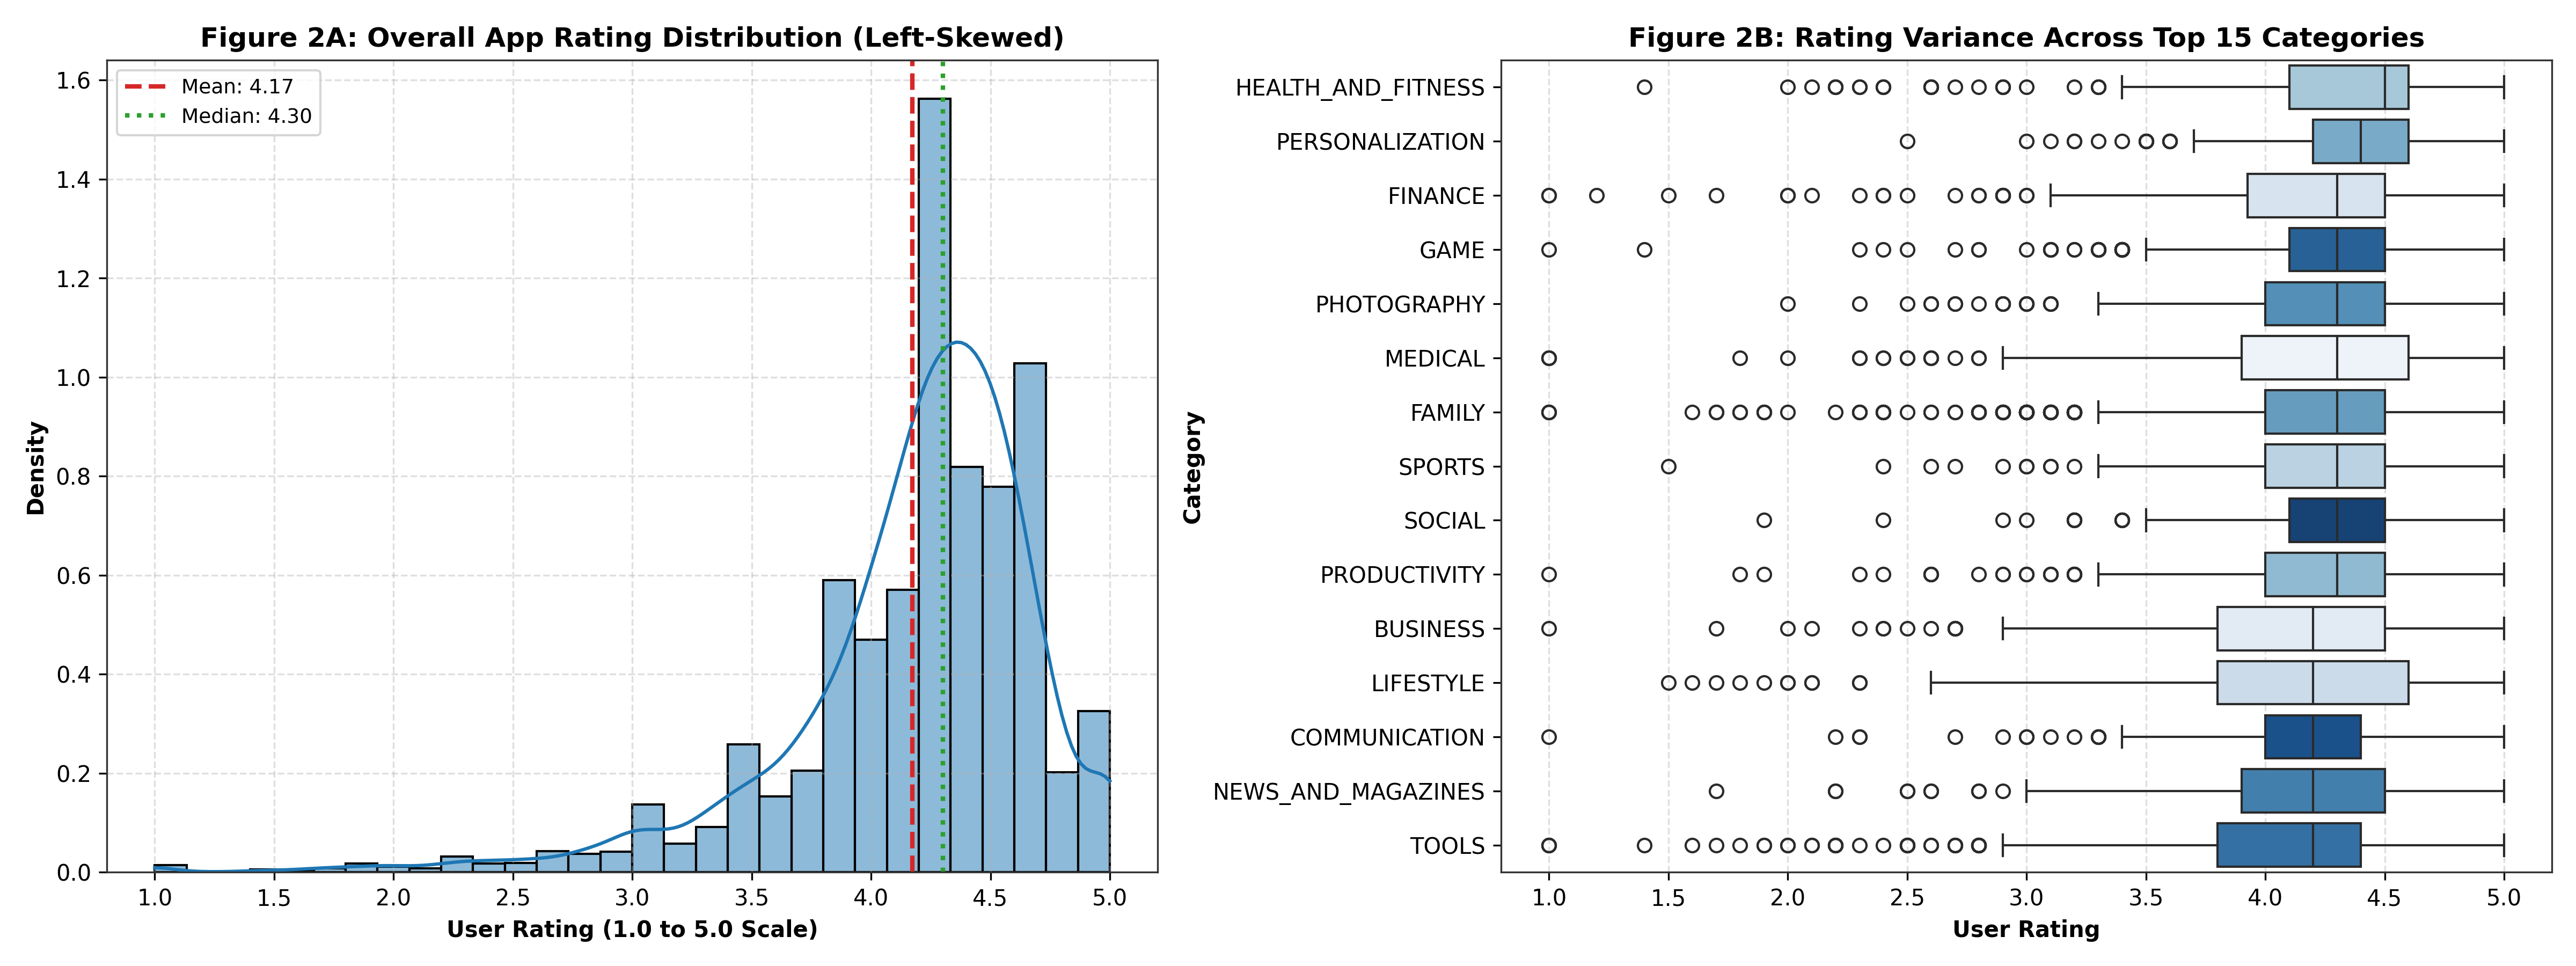 Figure 2A: Overall App Rating Distribution (Left-Skewed)
Mean: 4.17
Median: 4.30
Density
1.6
1.4
1.2
1.0
0.8
0.6
0.4
0.2
0.0
1.0 1.5 2.0 2.5 3.0 3.5 4.0 4.5 5.0
User Rating (1.0 to 5.0 Scale)
Figure 2B: Rating Variance Across Top 15 Categories
Category
HEALTH_AND_FITNESS
PERSONALIZATION
FINANCE
GAME
PHOTOGRAPHY
MEDICAL
FAMILY
SPORTS
SOCIAL
PRODUCTIVITY
BUSINESS
LIFESTYLE
COMMUNICATION
NEWS_AND_MAGAZINES
TOOLS
1.0 1.5 2.0 2.5 3.0 3.5 4.0 4.5 5.0
User Rating